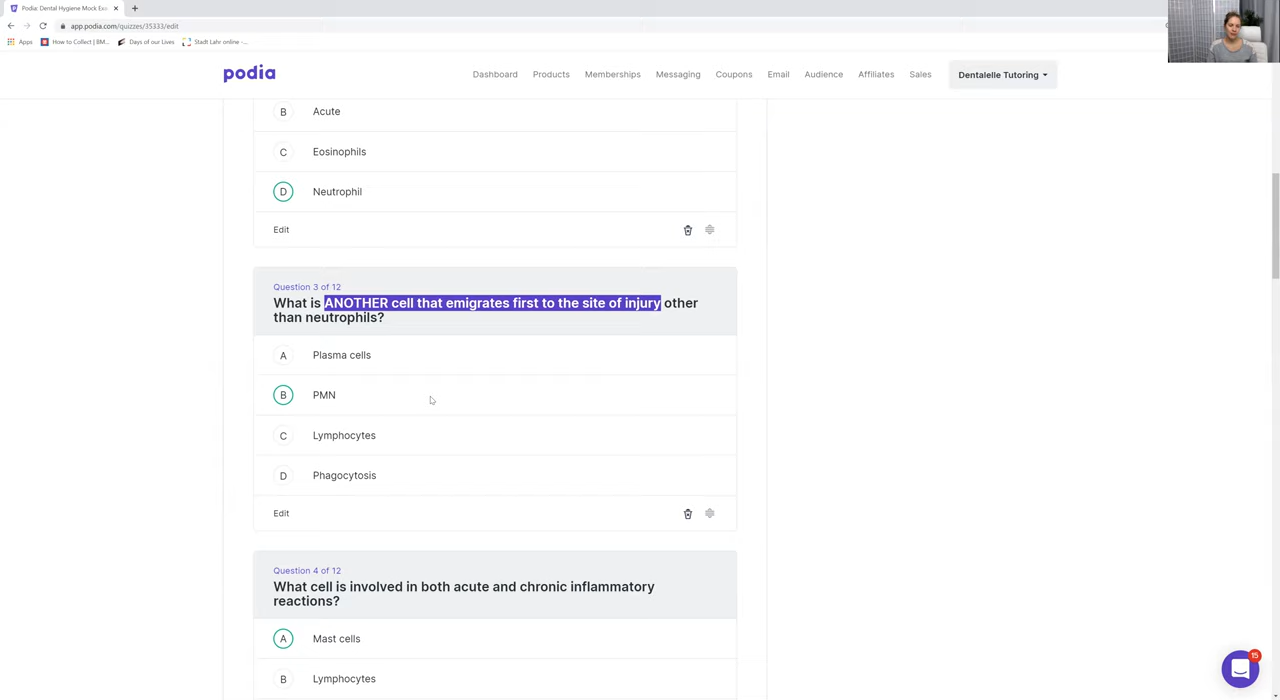 Podia: Dental Hygiene Mock Exa
app.podia.com/quizzes/35333/edit
Apps
How to Collect | BM...
Days of our Lives
Stadt Lahr online -...
podia
Dashboard
Products
Memberships
Messaging
Coupons
Email
Audience
Affiliates
Sales
Dentalelle Tutoring
B Acute
C Eosinophils
D Neutrophil
Edit
Question 3 of 12
What is ANOTHER cell that emigrates first to the site of injury other
than neutrophils?
A Plasma cells
B PMN
C Lymphocytes
D Phagocytosis
Edit
Question 4 of 12
What cell is involved in both acute and chronic inflammatory
reactions?
A Mast cells
B Lymphocytes
15